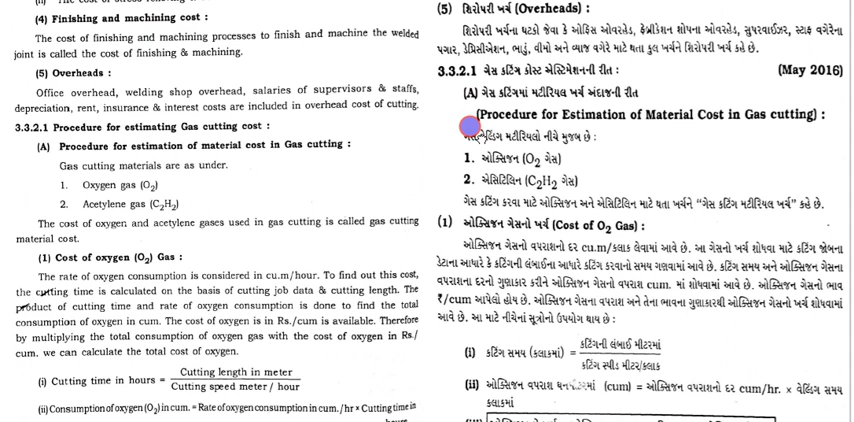 (4) Finishing and machining cost :
The cost of finishing and machining processes to finish and machine the welded
joint is called the cost of finishing & machining.
(5) Overheads :
Office overhead, welding shop overhead, salaries of supervisors & staffs,
depreciation, rent, insurance & interest costs are included in overhead cost of cutting.
3.3.2.1 Procedure for estimating Gas cutting cost :
(A) Procedure for estimation of material cost in Gas cutting :
Gas cutting materials are as under.
1. Oxygen gas (O₂)
2. Acetylene gas (C₂H₂)
The cost of oxygen and acetylene gases used in gas cutting is called gas cutting
material cost.
(1) Cost of oxygen (O₂) Gas :
The rate of oxygen consumption is considered in cu.m/hour. To find out this cost,
the cutting time is calculated on the basis of cutting job data & cutting length. The
product of cutting time and rate of oxygen consumption is done to find the total
consumption of oxygen in cum. The cost of oxygen is in Rs./cum is available. Therefore
by multiplying the total consumption of oxygen gas with the cost of oxygen in Rs./
cum. we can calculate the total cost of oxygen.
(i) Cutting time in hours = Cutting length in meter
Cutting speed meter / hour
(ii) Consumption of oxygen (O₂) in cum. = Rate of oxygen consumption in cum. / hr × Cutting time in
(5) શિરોપરી ખર્ચ (Overheads) :
શિરોપરી ખર્ચના ઘટકો જેવા કે ઓફિસ ઓવરહેડ, ફેબ્રીકેશન શોપના ઓવરહેડ, સુપરવાઈઝર, સ્ટાફ વગેરેના
પગાર, ડેપ્રિસીએશન, ભાડું, વીમો અને વ્યાજ વગેરે માટે થતા કુલ ખર્ચને શિરોપરી ખર્ચ કહે છે.
3.3.2.1 ગેસ કટિંગ કોસ્ટ એસ્ટિમેશનની રીત : (May 2016)
(A) ગેસ કટિંગમાં મટીરિયલ ખર્ચ અંદાજની રીત
(Procedure for Estimation of Material Cost in Gas cutting) :
મટીરિયલો નીચે મુજબ છે :
1. ઓક્સિજન (O₂ ગેસ)
2. એસિટિલિન (C₂H₂ ગેસ)
ગેસ કટિંગ કરવા માટે ઓક્સિજન અને એસિટિલિન માટે થતા ખર્ચને “ગેસ કટિંગ મટીરિયલ ખર્ચ” કહે છે.
(1) ઓક્સિજન ગેસનો ખર્ચ (Cost of O₂ Gas) :
ઓક્સિજન ગેસનો વપરાશનો દર cu.m/કલાક લેવામાં આવે છે. આ ગેસનો ખર્ચ શોધવા માટે કટિંગ જોબના
ડેટાના આધારે કે કટિંગની લંબાઈના આધારે કટિંગ કરવાનો સમય ગણવામાં આવે છે. કટિંગ સમય અને ઓક્સિજન ગેસના
વપરાશના દરનો ગુણાકાર કરીને ઓક્સિજન ગેસનો વપરાશ cum. માં શોધવામાં આવે છે. ઓક્સિજન ગેસનો ભાવ
₹/cum આવેલો હોય છે. ઓક્સિજન ગેસના વપરાશ અને તેના ભાવના ગુણાકારથી ઓક્સિજન ગેસનો ખર્ચ શોધવામાં
આવે છે. આ માટે નીચેનાં સૂત્રોનો ઉપયોગ થાય છે :
(i) કટિંગ સમય (કલાકમાં) = કટિંગની લંબાઈ મીટરમાં
કટિંગ સ્પીડ મીટર/કલાક
(ii) ઓક્સિજન વપરાશ (cum) = ઓક્સિજન વપરાશનો દર cum/hr. × વેલ્ડિંગ સમય
કલાકમાં